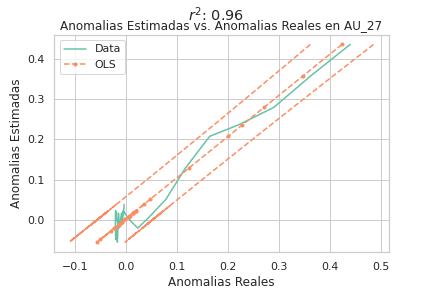 r²: 0.96
Anomalias Estimadas vs. Anomalias Reales en AU_27
Data
OLS
Anomalias Estimadas
0.4
0.3
0.2
0.1
0.0
−0.1 0.0 0.1 0.2 0.3 0.4 0.5
Anomalias Reales